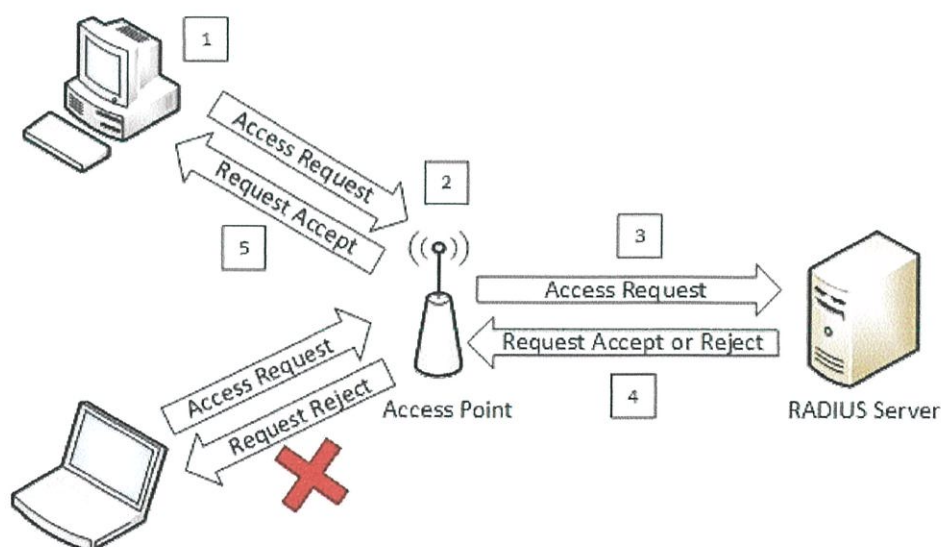 1
Access Request
2
Request Accept
5
3
Access Request
Request Accept or Reject
4
Access Request
Request Reject
Access Point
RADIUS Server